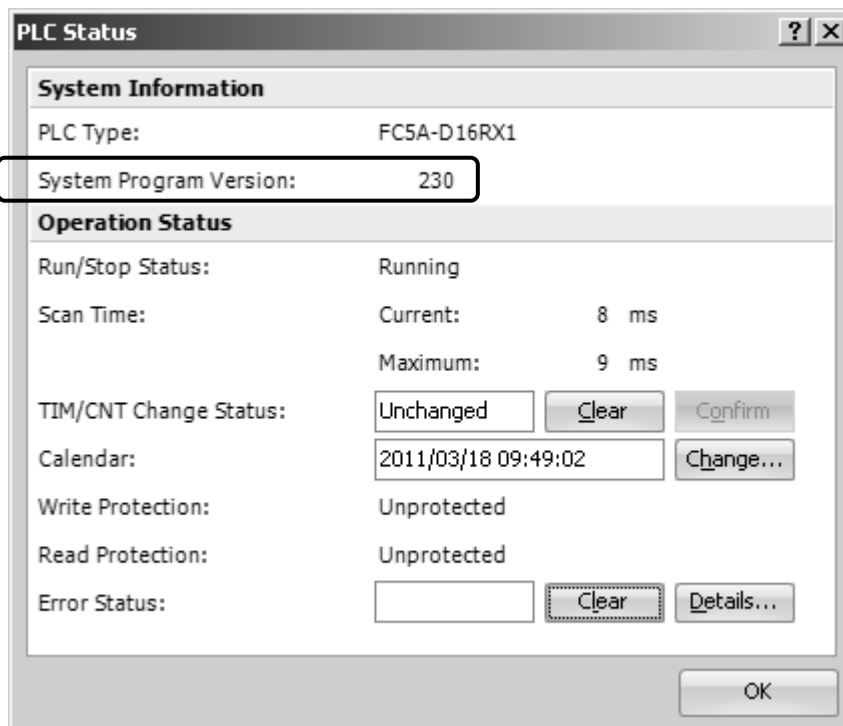 PLC Status
System Information
PLC Type: FC5A-D16RX1
System Program Version: 230
Operation Status
Run/Stop Status: Running
Scan Time: Current: 8 ms
Maximum: 9 ms
TIM/CNT Change Status: Unchanged Clear Confirm
Calendar: 2011/03/18 09:49:02 Change...
Write Protection: Unprotected
Read Protection: Unprotected
Error Status: Clear Details...
OK